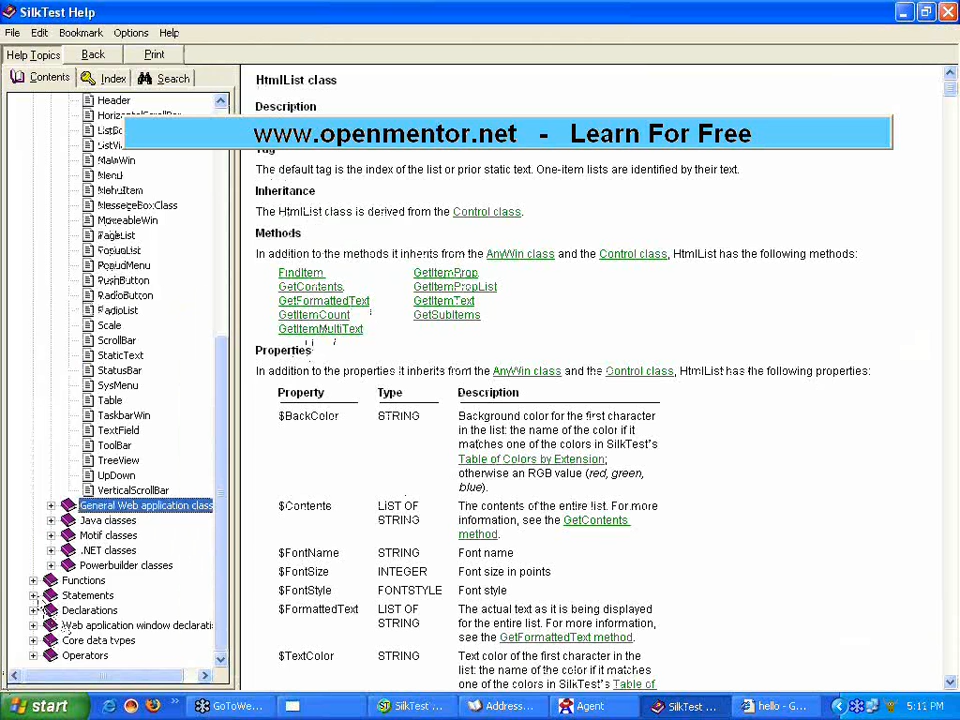 SilkTest Help
File Edit Bookmark Options Help
Help Topics Back Print
Contents Index Search
Header
ListView
MainWin
Menu
MenuItem
MessageBoxClass
MoveableWin
PageList
PopupList
PopupMenu
PushButton
RadioButton
RadioList
Scale
ScrollBar
StaticText
StatusBar
SysMenu
Table
TaskbarWin
TextField
ToolBar
TreeView
UpDown
VerticalScrollBar
General Web application class
Java classes
Motif classes
.NET classes
Powerbuilder classes
Functions
Statements
Declarations
Web application window declarati
Core data types
Operators
HtmlList class
Description
www.openmentor.net - Learn For Free
Tag
The default tag is the index of the list or prior static text. One-item lists are identified by their text.
Inheritance
The HtmlList class is derived from the Control class.
Methods
In addition to the methods it inherits from the AnyWin class and the Control class, HtmlList has the following methods:
FindItem GetItemProp
GetContents GetItemPropList
GetFormattedText GetItemText
GetItemCount GetSubItems
GetItemMultiText
Properties
In addition to the properties it inherits from the AnyWin class and the Control class, HtmlList has the following properties:
Property Type Description
$BackColor STRING Background color for the first character
in the list: the name of the color if it
matches one of the colors in SilkTest's
Table of Colors by Extension;
otherwise an RGB value (red, green,
blue).
$Contents LIST OF The contents of the entire list. For more
STRING information, see the GetContents
method.
$FontName STRING Font name
$FontSize INTEGER Font size in points
$FontStyle FONTSTYLE Font style
$FormattedText LIST OF The actual text as it is being displayed
STRING for the entire list. For more information,
see the GetFormattedText method.
$TextColor STRING Text color of the first character in the
list: the name of the color if it matches
one of the colors in SilkTest's Table of
start GoToWe... SilkTest ... Address... Agent SilkTest ... hello - G... 5:11 PM